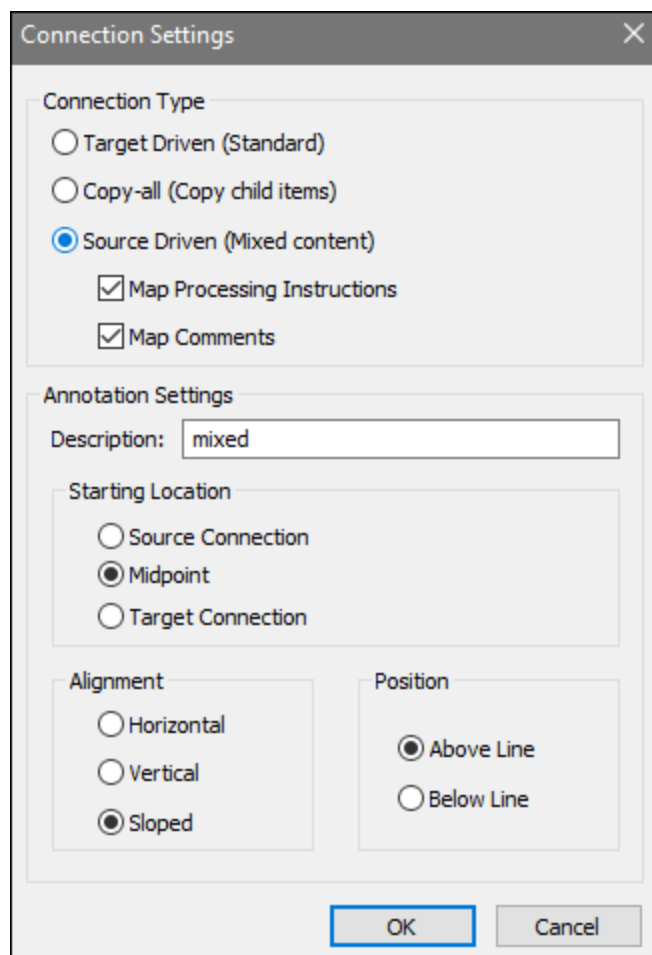 Connection Settings
Connection Type
Target Driven (Standard)
Copy-all (Copy child items)
Source Driven (Mixed content)
Map Processing Instructions
Map Comments
Annotation Settings
Description: mixed
Starting Location
Source Connection
Midpoint
Target Connection
Alignment
Horizontal
Vertical
Sloped
Position
Above Line
Below Line
OK Cancel